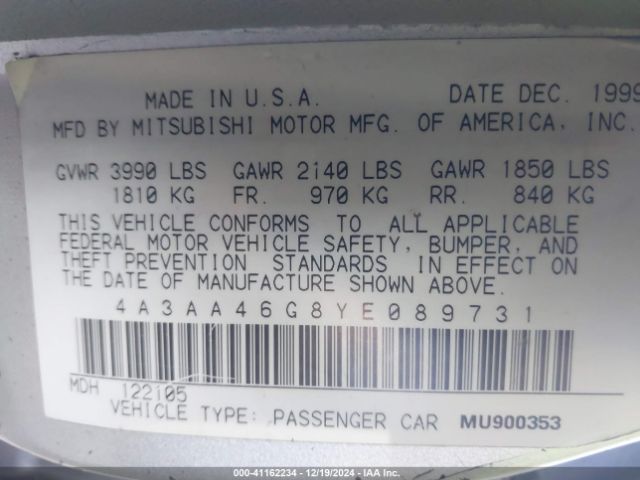 MADE IN U.S.A. DATE DEC. 1999
MFD BY MITSUBISHI MOTOR MFG. OF AMERICA, INC.
GVWR 3990 LBS GAWR 2140 LBS GAWR 1850 LBS
1810 KG FR. 970 KG RR. 840 KG
THIS VEHICLE CONFORMS TO ALL APPLICABLE
FEDERAL MOTOR VEHICLE SAFETY, BUMPER, AND
THEFT PREVENTION STANDARDS IN EFFECT ON
THE DATE OF MANUFACTURE SHOWN ABOVE.
4A3AA46G8YE089731
MDH 122105
VEHICLE TYPE: PASSENGER CAR MU900353
000-41162234 - 12/19/2024 - IAA Inc.